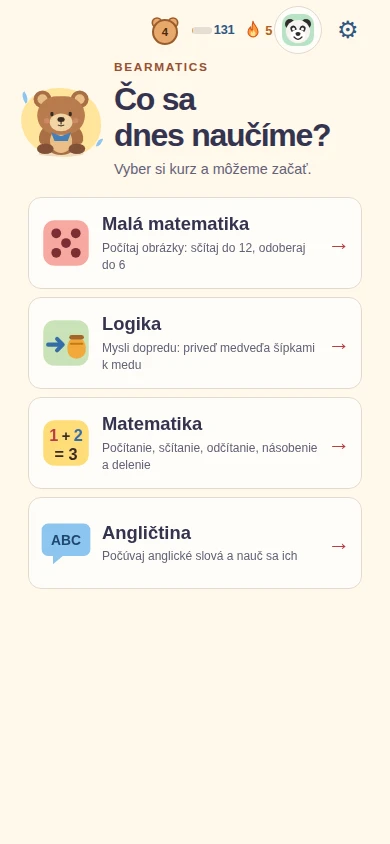 4 131 5
BEARMATICS
Čo sa
dnes naučíme?
Vyber si kurz a môžeme začať.
Malá matematika
Počítaj obrázky: sčítaj do 12, odoberaj
do 6
→
Logika
Mysli dopredu: priveď medveďa šípkami
k medu
→
1 + 2
= 3
Matematika
Počítanie, sčítanie, odčítanie, násobenie
a delenie
→
ABC
Angličtina
Počúvaj anglické slová a nauč sa ich
→